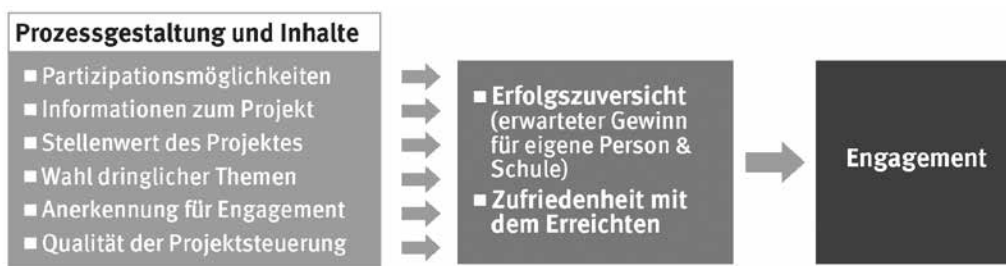 Prozessgestaltung und Inhalte
■ Partizipationsmöglichkeiten
■ Informationen zum Projekt
■ Stellenwert des Projektes
■ Wahl dringlicher Themen
■ Anerkennung für Engagement
■ Qualität der Projektsteuerung
■ Erfolgszuversicht
(erwarteter Gewinn
für eigene Person &
Schule)
■ Zufriedenheit mit
dem Erreichten
Engagement